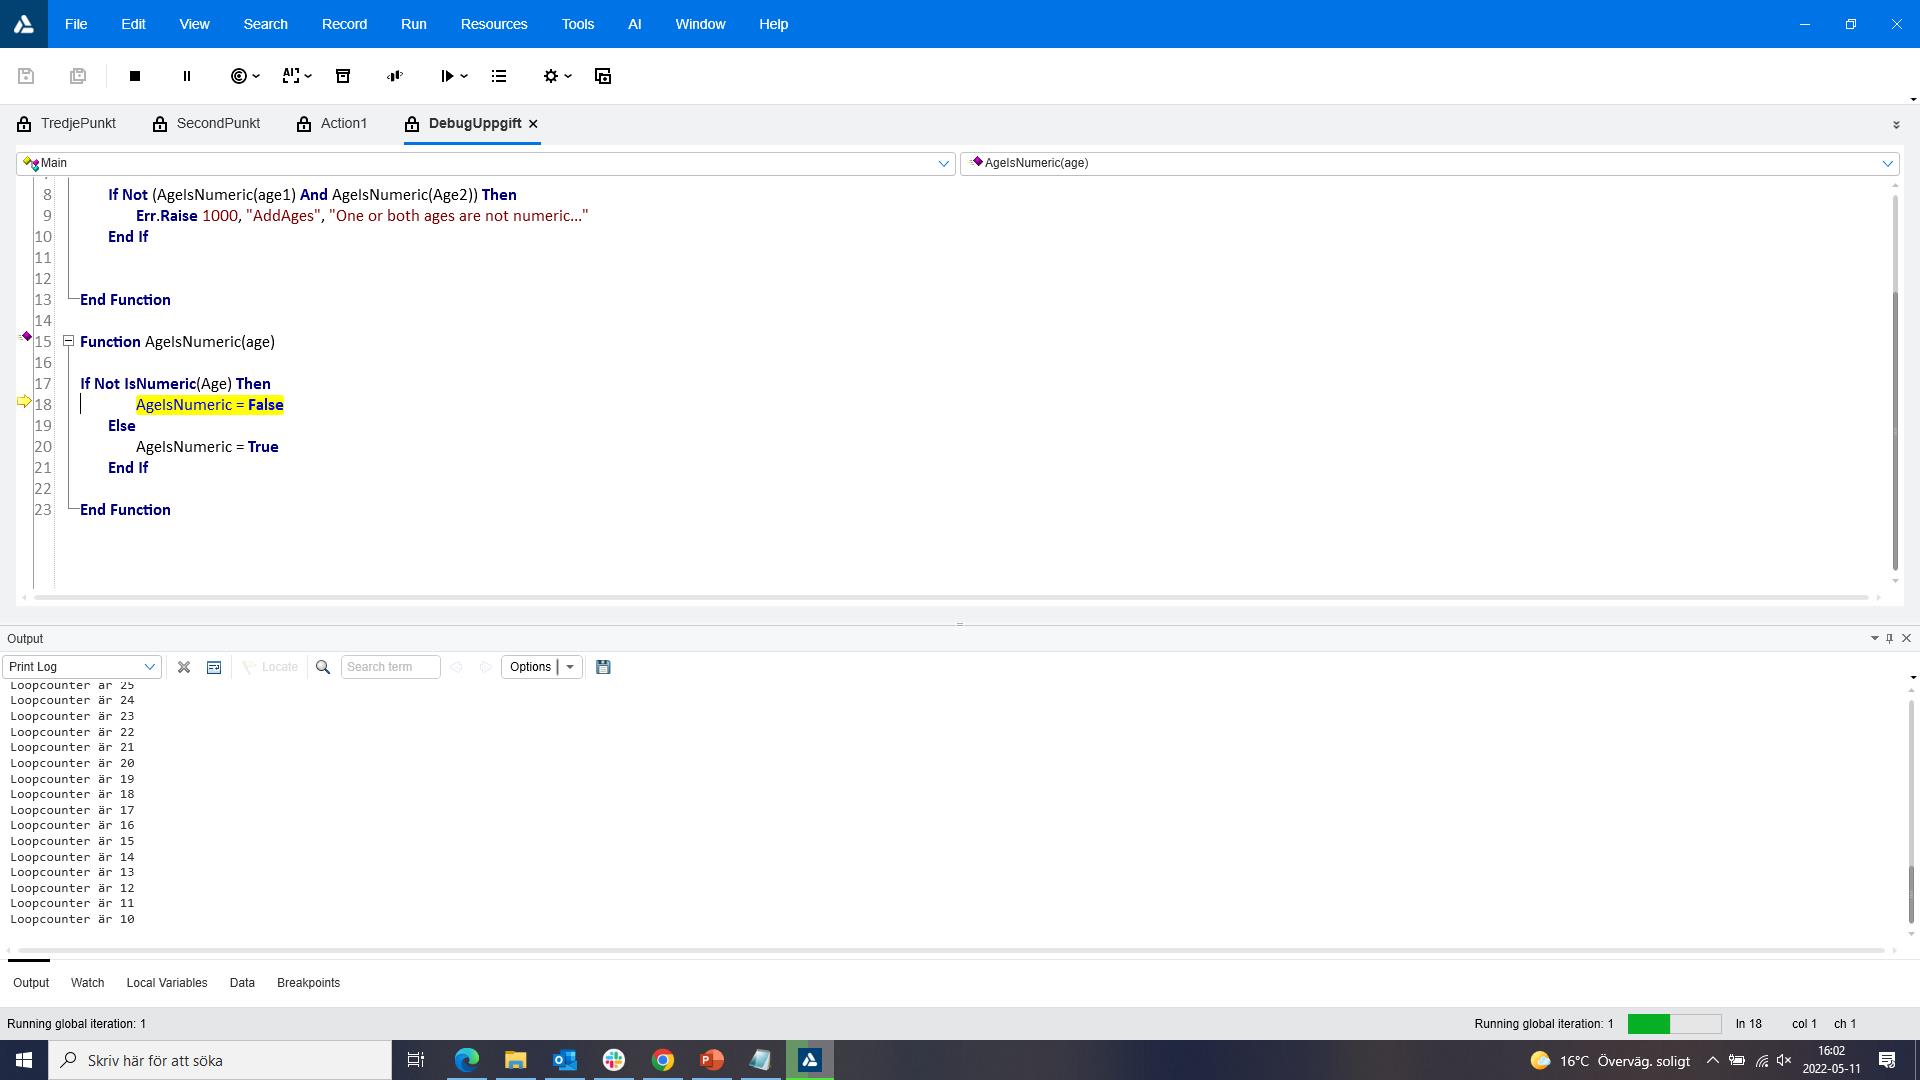 File Edit View Search Record Run Resources Tools AI Window Help
TredjePunkt SecondPunkt Action1 DebugUppgift
Main AgeIsNumeric(age)
8 If Not (AgeIsNumeric(age1) And AgeIsNumeric(Age2)) Then
9 Err.Raise 1000, "AddAges", "One or both ages are not numeric..."
10 End If
11
12
13 End Function
14
15 Function AgeIsNumeric(age)
16
17 If Not IsNumeric(Age) Then
18 AgeIsNumeric = False
19 Else
20 AgeIsNumeric = True
21 End If
22
23 End Function
Output
Print Log Locate Search term Options
Loopcounter är 25
Loopcounter är 24
Loopcounter är 23
Loopcounter är 22
Loopcounter är 21
Loopcounter är 20
Loopcounter är 19
Loopcounter är 18
Loopcounter är 17
Loopcounter är 16
Loopcounter är 15
Loopcounter är 14
Loopcounter är 13
Loopcounter är 12
Loopcounter är 11
Loopcounter är 10
Output Watch Local Variables Data Breakpoints
Running global iteration: 1 Running global iteration: 1 ln 18 col 1 ch 1
Skriv här för att söka 16°C Överväg. soligt 16:02
2022-05-11